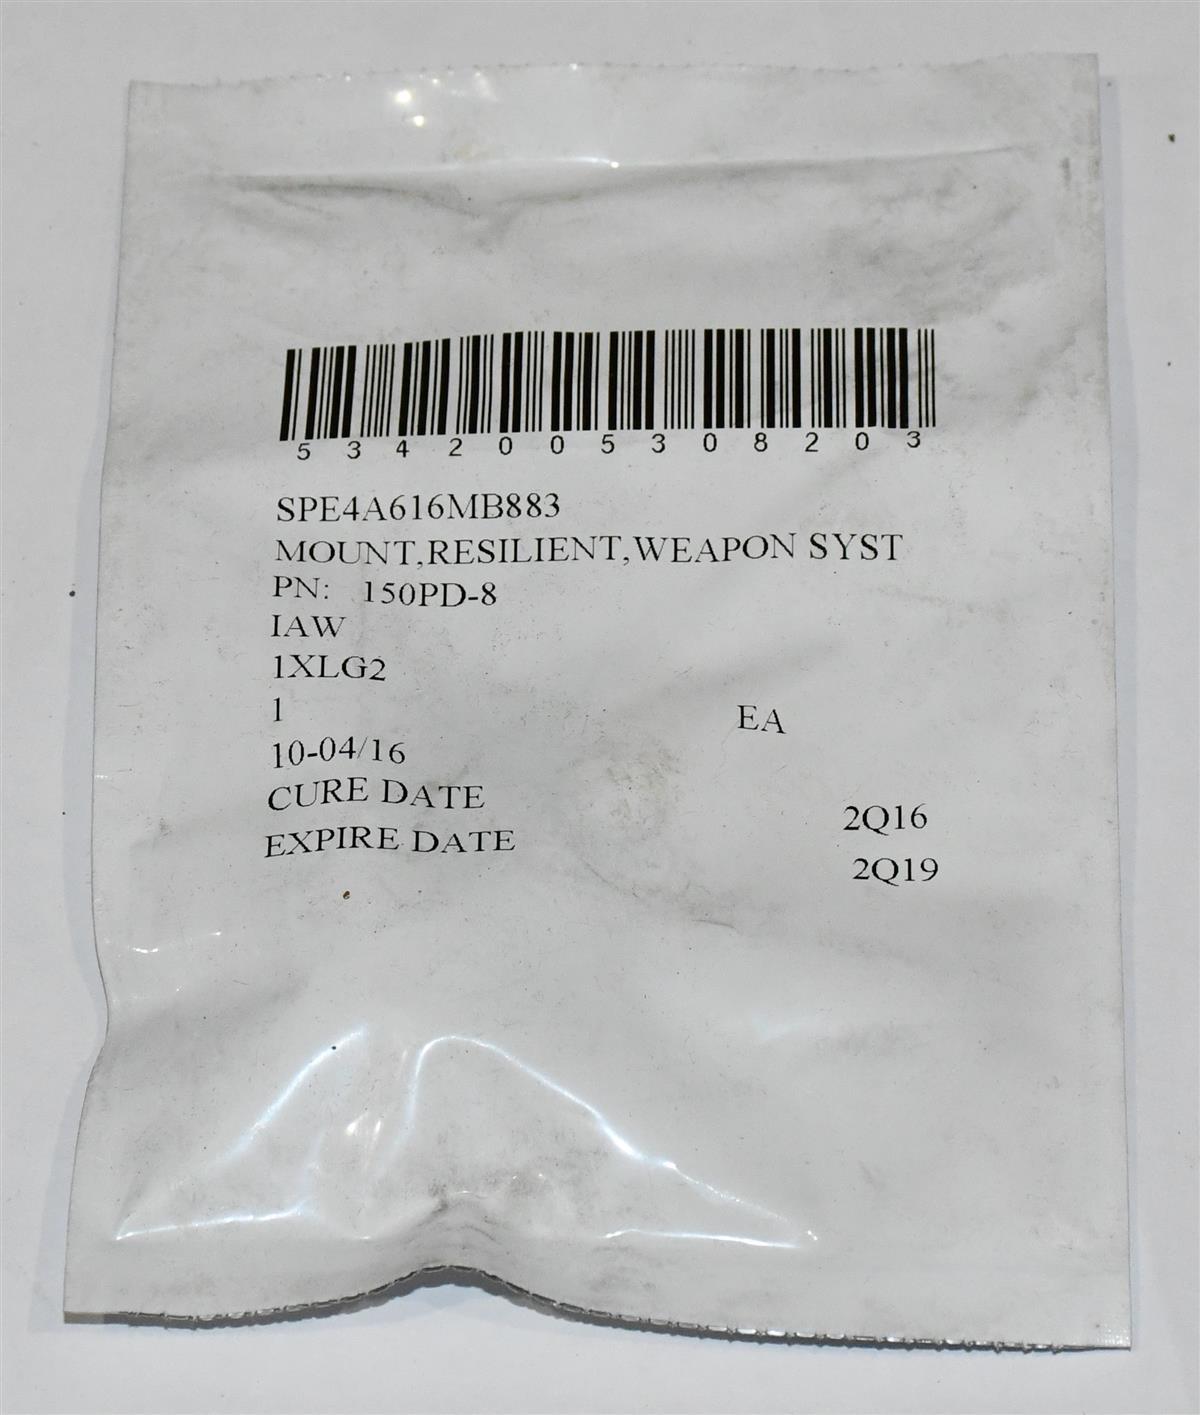 5342005308203
SPE4A616MB883
MOUNT,RESILIENT,WEAPON SYST
PN: 150PD-8
IAW
1XLG2
1 EA
10-04/16
CURE DATE 2Q16
EXPIRE DATE 2Q19